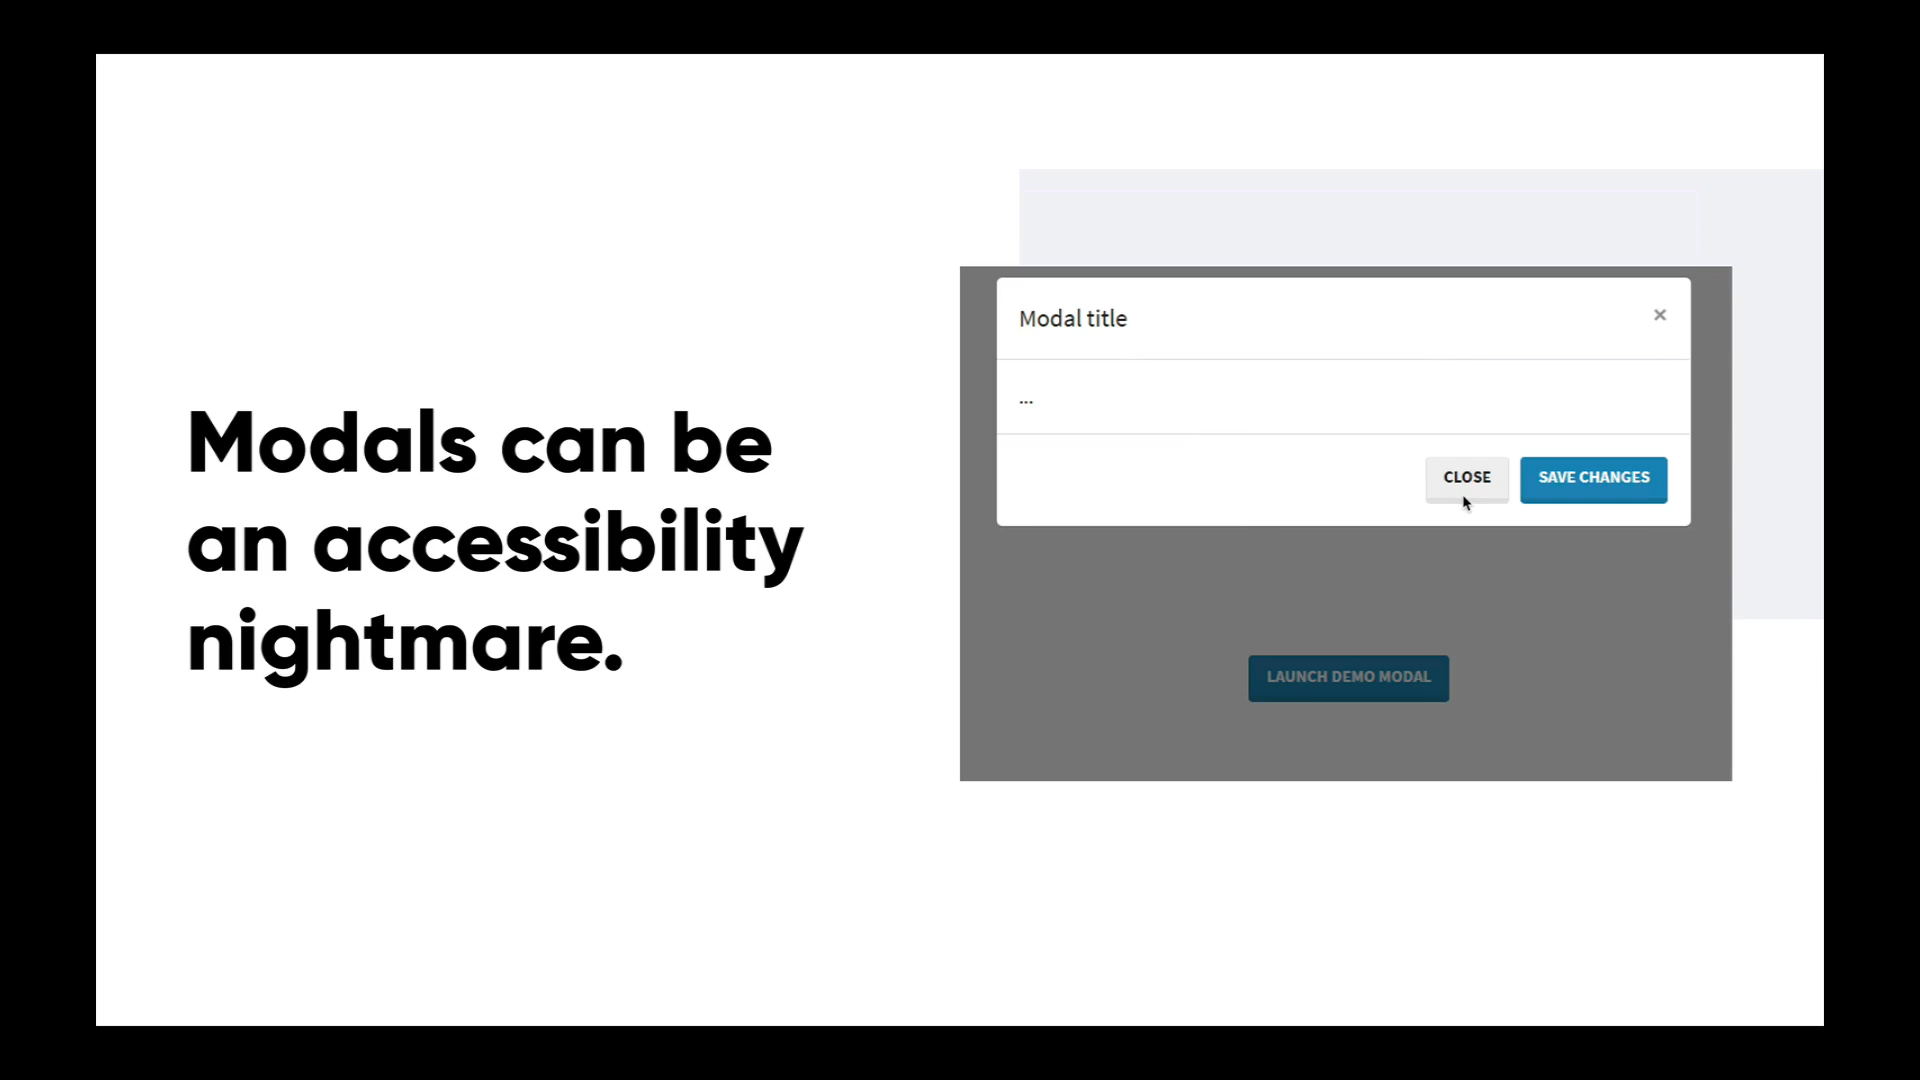 Modals can be
an accessibility
nightmare.
Modal title
×
...
CLOSE
SAVE CHANGES
LAUNCH DEMO MODAL